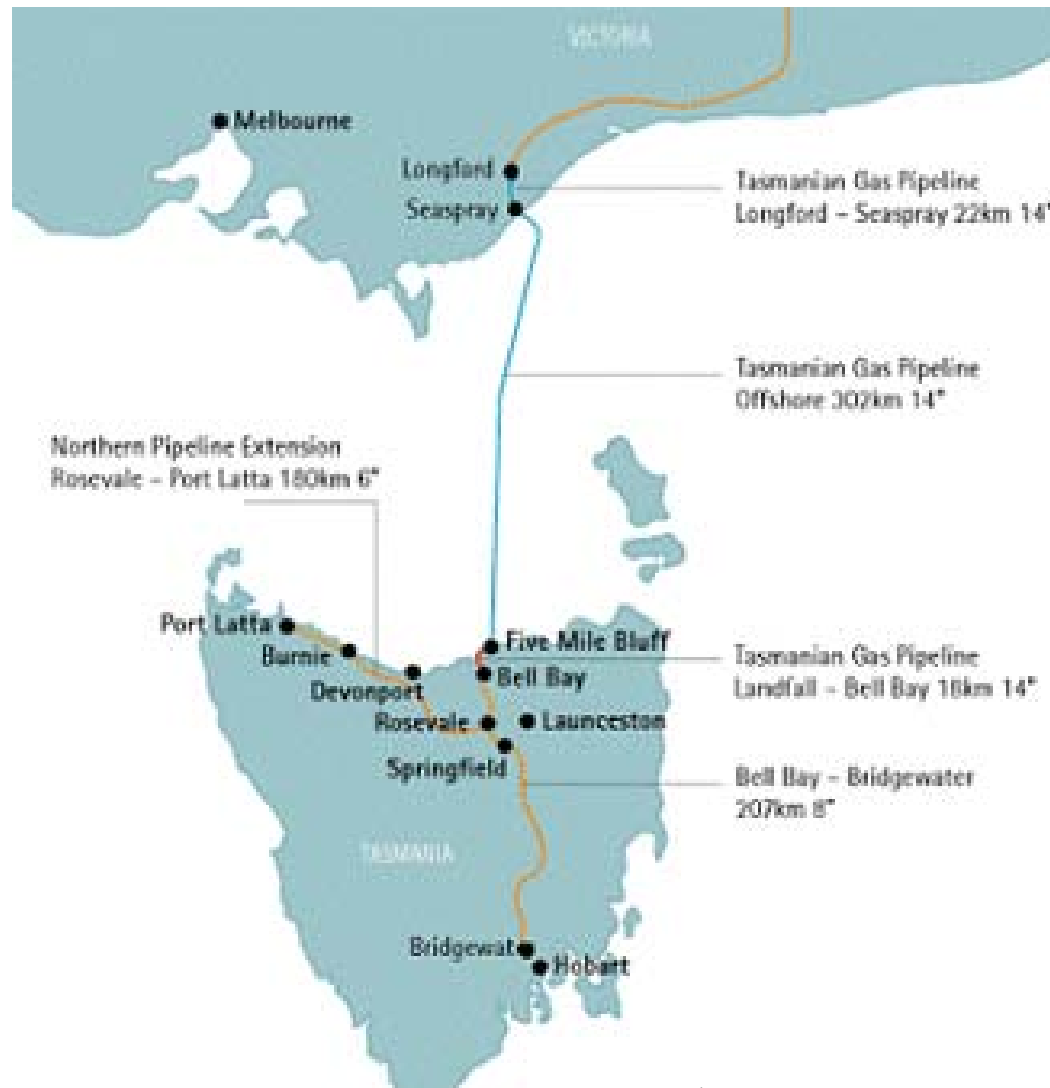 VICTORIA
Melbourne
Longford
Seaspray
Tasmanian Gas Pipeline
Longford – Seaspray 22km 14"
Tasmanian Gas Pipeline
Offshore 302km 14"
Northern Pipeline Extension
Rosevale – Port Latta 180km 6"
Port Latta
Burnie
Devonport
Five Mile Bluff
Bell Bay
Tasmanian Gas Pipeline
Landfall – Bell Bay 16km 14"
Rosevale
Launceston
Springfield
Bell Bay – Bridgewater
207km 8"
TASMANIA
Bridgewat
Hobart